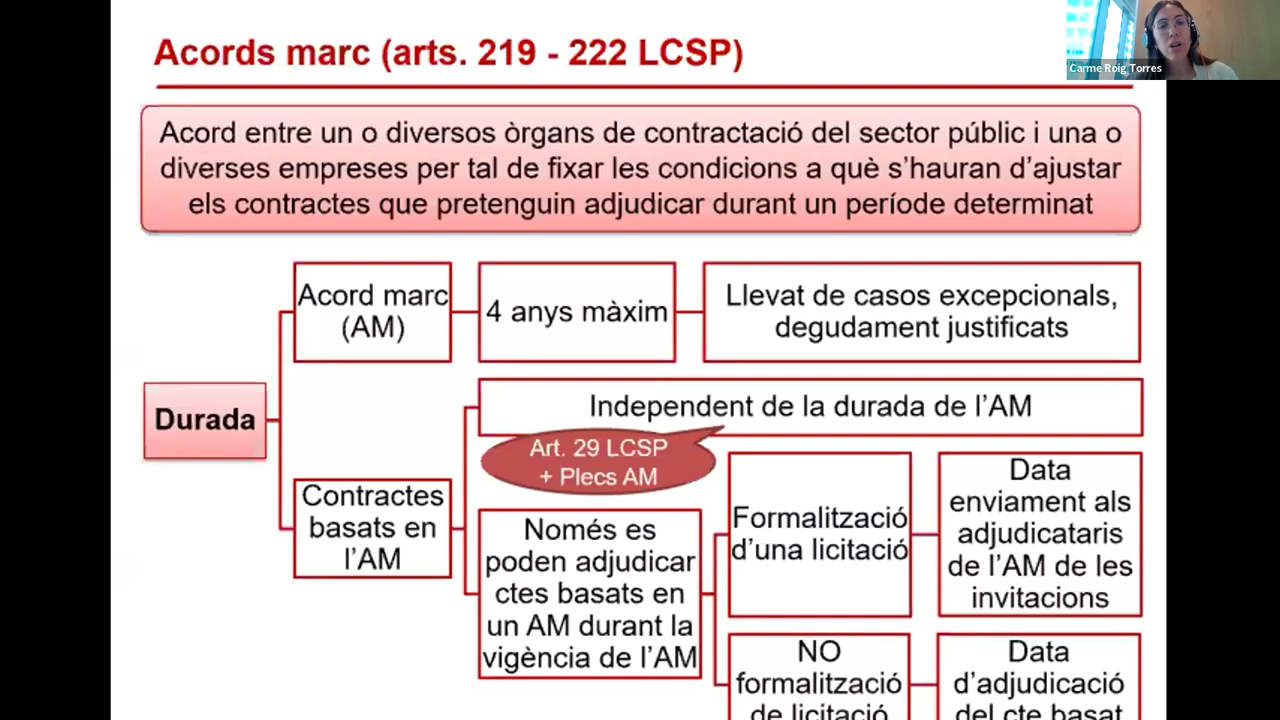 Acords marc (arts. 219 - 222 LCSP)
Carme Roig Torres
Acord entre un o diversos òrgans de contractació del sector públic i una o
diverses empreses per tal de fixar les condicions a què s’hauran d’ajustar
els contractes que pretenguin adjudicar durant un període determinat
Durada
Acord marc
(AM)
4 anys màxim
Llevat de casos excepcionals,
degudament justificats
Contractes
basats en
l’AM
Independent de la durada de l’AM
Art. 29 LCSP
+ Plecs AM
Només es
poden adjudicar
ctes basats en
un AM durant la
vigència de l’AM
Formalització
d’una licitació
Data
enviament als
adjudicataris
de l’AM de les
invitacions
NO
formalització
de licitació
Data
d’adjudicació
del cte basat